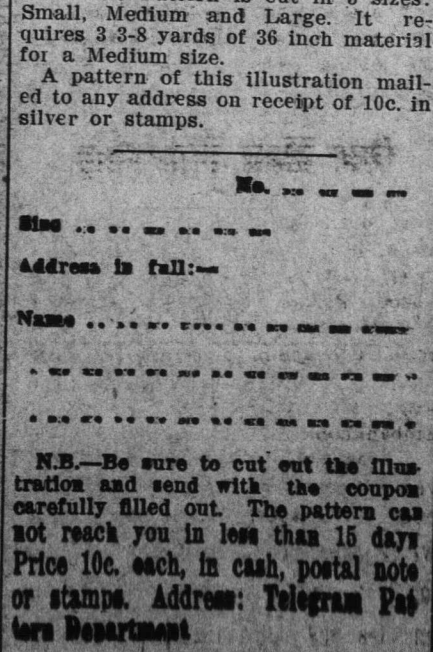 Small, Medium and Large. It re-
quires 3 3-8 yards of 36 inch material
for a Medium size.
A pattern of this illustration mail-
ed to any address on receipt of 10c. in
silver or stamps.
No. .. .. .. ..
Size .. .. .. .. .. .. ..
Address in full:—
Name .. .. .. .. .. .. .. .. .. .. ..
.. .. .. .. .. .. .. .. .. .. .. .. ..
.. .. .. .. .. .. .. .. .. .. .. .. ..
N.B.—Be sure to cut out the illus-
tration and send with the coupon
carefully filled out. The pattern can
not reach you in less than 15 days
Price 10c. each, in cash, postal note
or stamps. Address: Telegram Pat
tern Department